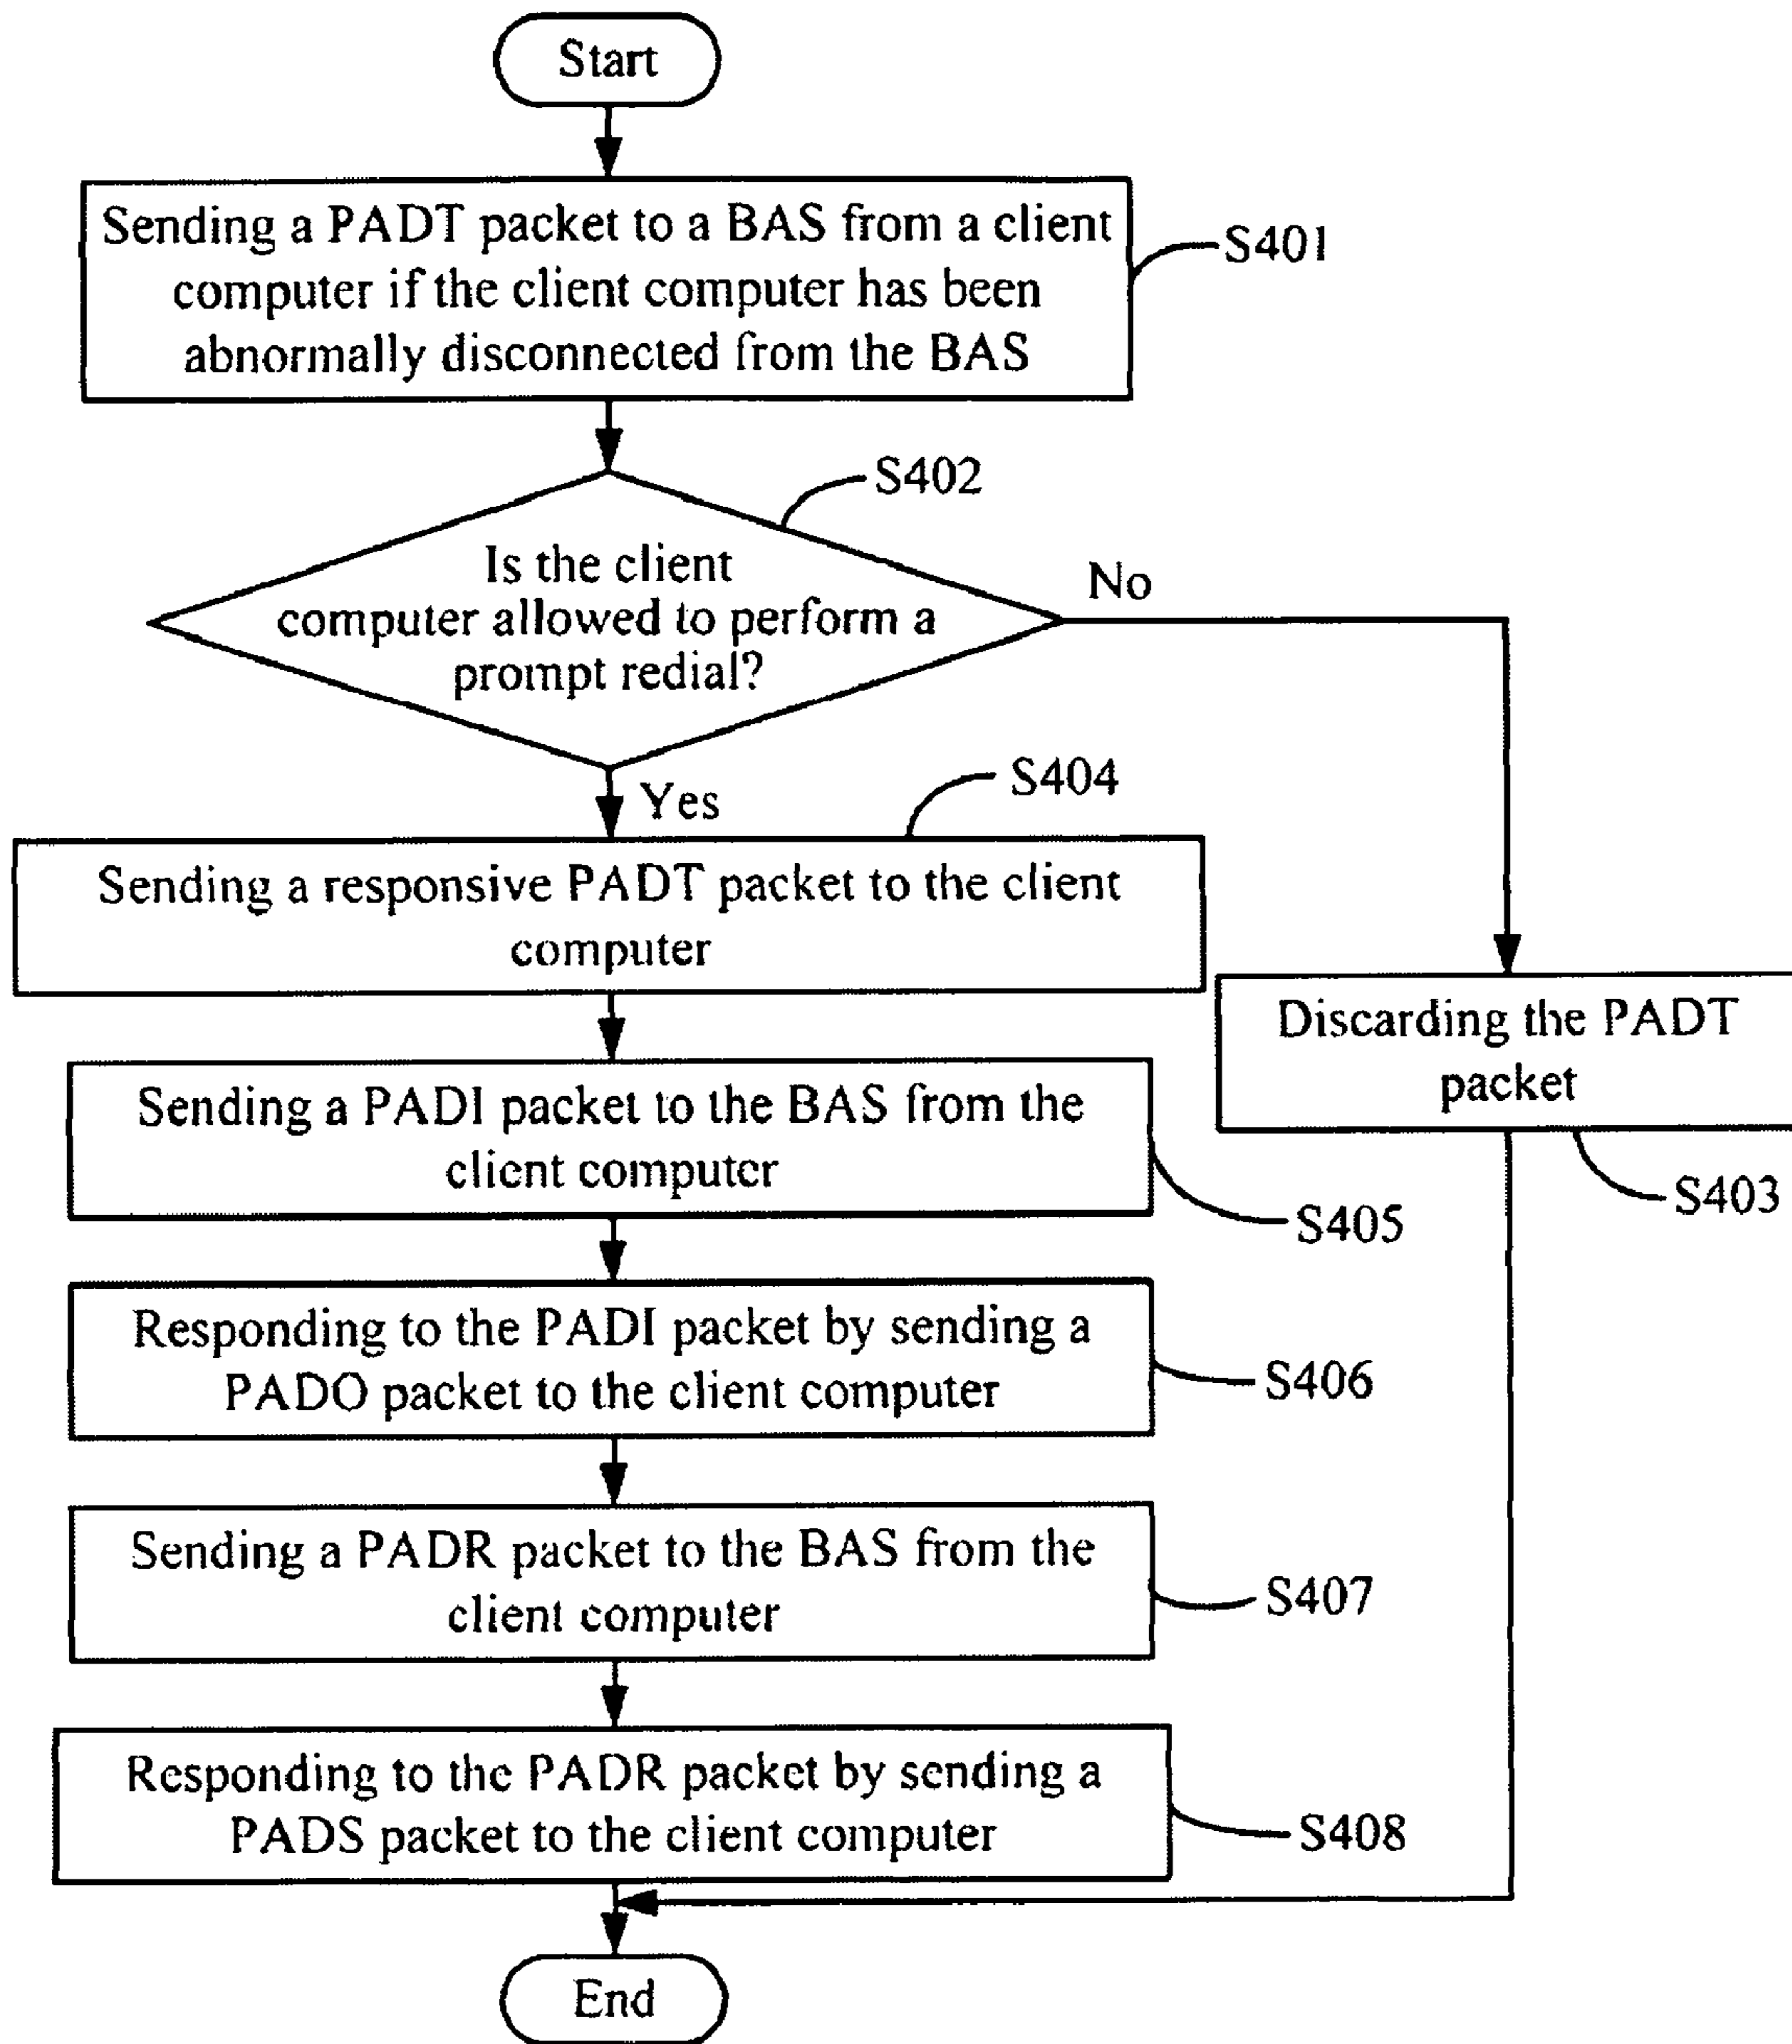 Start
Sending a PADT packet to a BAS from a client
computer if the client computer has been
abnormally disconnected from the BAS
S401
S402
Is the client
computer allowed to perform a
prompt redial?
No
Yes
S404
Sending a responsive PADT packet to the client
computer
Discarding the PADT
packet
S403
Sending a PADI packet to the BAS from the
client computer
S405
Responding to the PADI packet by sending a
PADO packet to the client computer
S406
Sending a PADR packet to the BAS from the
client computer
S407
Responding to the PADR packet by sending a
PADS packet to the client computer
S408
End